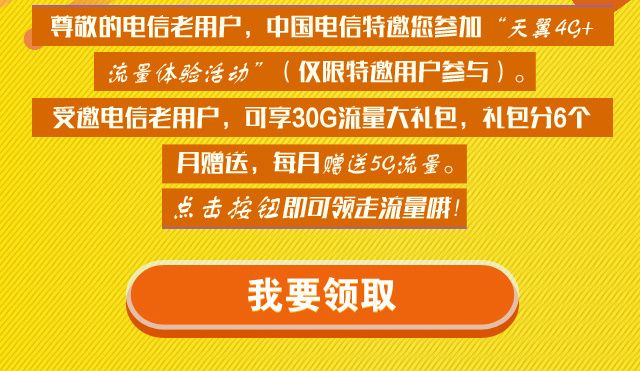 尊敬的电信老用户，中国电信特邀您参加“天翼4G+
流量体验活动”（仅限特邀用户参与）。
受邀电信老用户，可享30G流量大礼包，礼包分6个
月赠送，每月赠送5G流量。
点击按钮即可领走流量哦！
我要领取